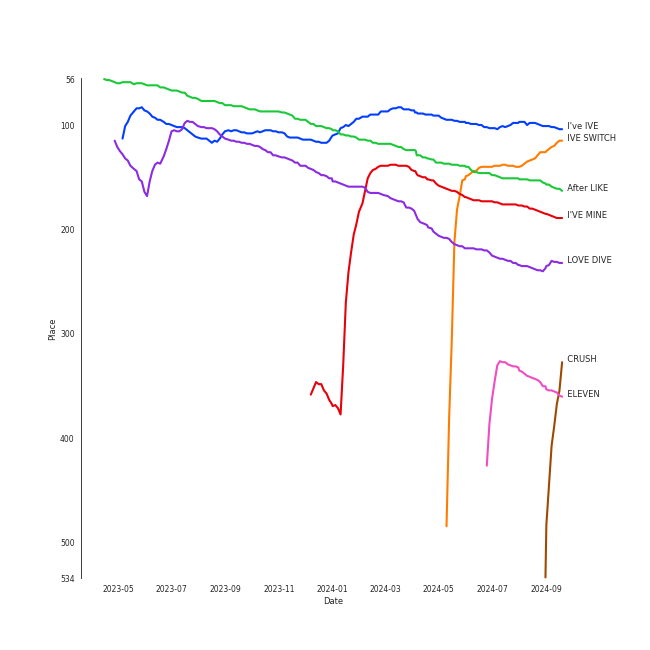 56
100
200
300
400
500
534
Place
2023-05
2023-07
2023-09
2023-11
2024-01
2024-03
2024-05
2024-07
2024-09
Date
I've IVE
IVE SWITCH
After LIKE
I'VE MINE
LOVE DIVE
CRUSH
ELEVEN